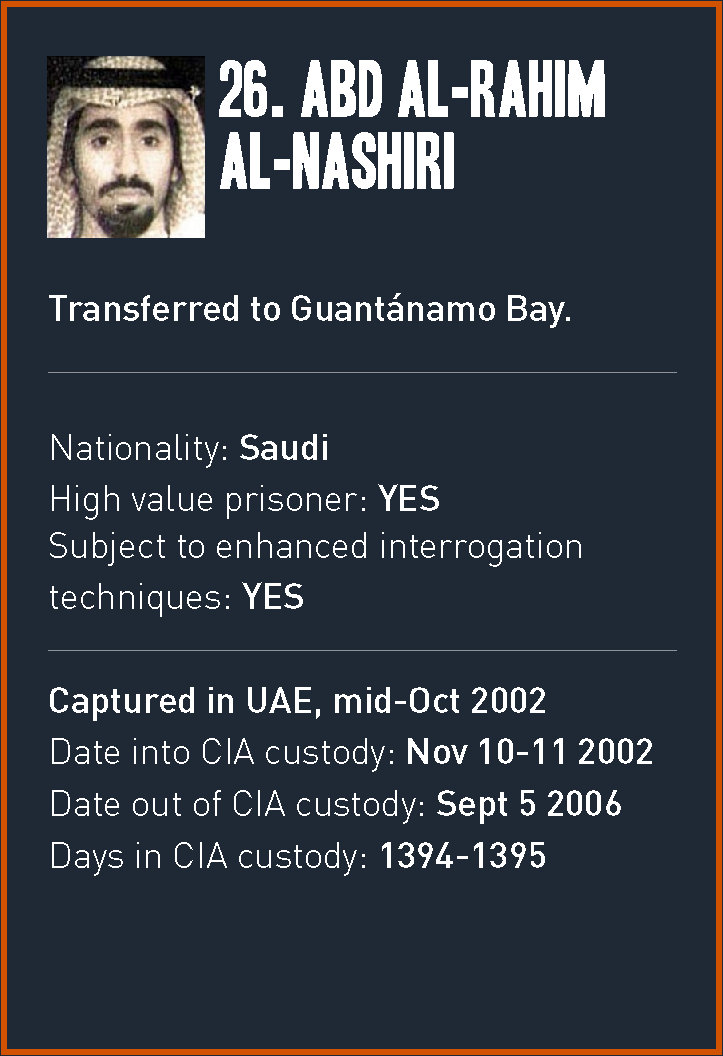 26. ABD AL-RAHIM
AL-NASHIRI
Transferred to Guantánamo Bay.
Nationality: Saudi
High value prisoner: YES
Subject to enhanced interrogation
techniques: YES
Captured in UAE, mid-Oct 2002
Date into CIA custody: Nov 10-11 2002
Date out of CIA custody: Sept 5 2006
Days in CIA custody: 1394-1395